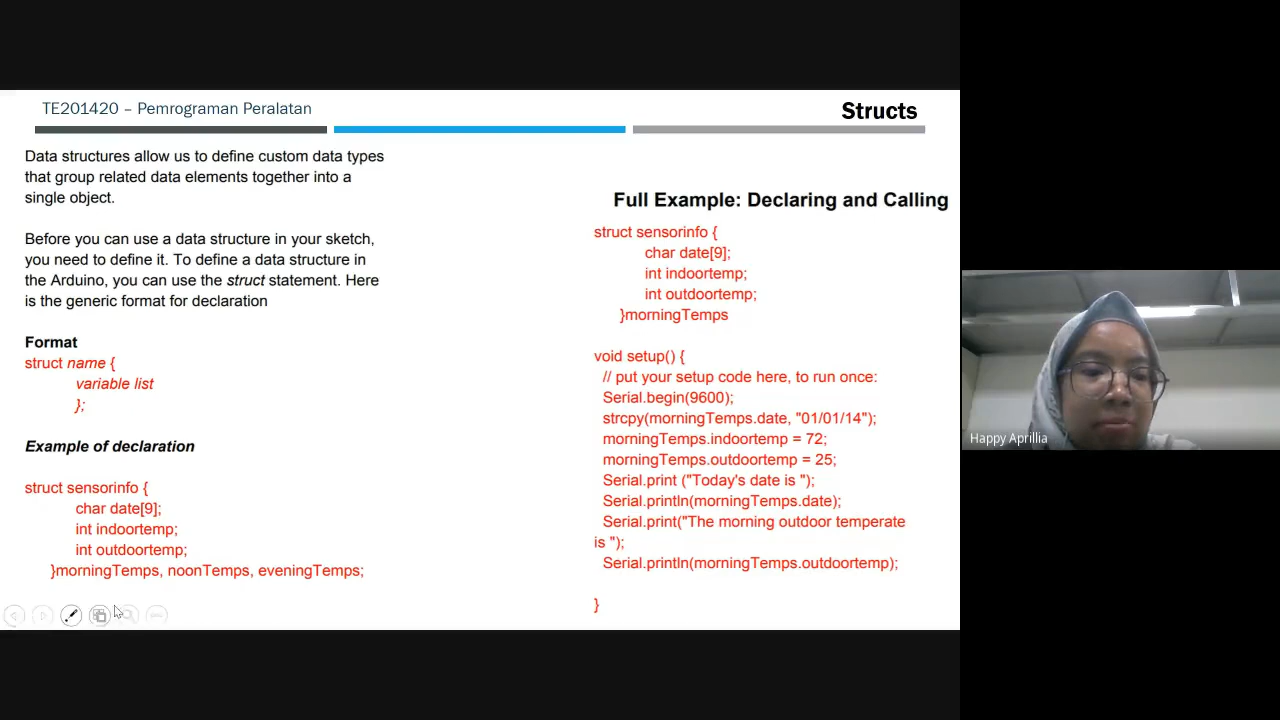 TE201420 – Pemrograman Peralatan
Structs
Data structures allow us to define custom data types
that group related data elements together into a
single object.
Before you can use a data structure in your sketch,
you need to define it. To define a data structure in
the Arduino, you can use the struct statement. Here
is the generic format for declaration
Format
struct name {
variable list
};
Example of declaration
struct sensorinfo {
char date[9];
int indoortemp;
int outdoortemp;
}morningTemps, noonTemps, eveningTemps;
Full Example: Declaring and Calling
struct sensorinfo {
char date[9];
int indoortemp;
int outdoortemp;
}morningTemps
void setup() {
// put your setup code here, to run once:
Serial.begin(9600);
strcpy(morningTemps.date, "01/01/14");
morningTemps.indoortemp = 72;
morningTemps.outdoortemp = 25;
Serial.print ("Today's date is ");
Serial.println(morningTemps.date);
Serial.print("The morning outdoor temperate
is ");
Serial.println(morningTemps.outdoortemp);
}
Happy Aprillia